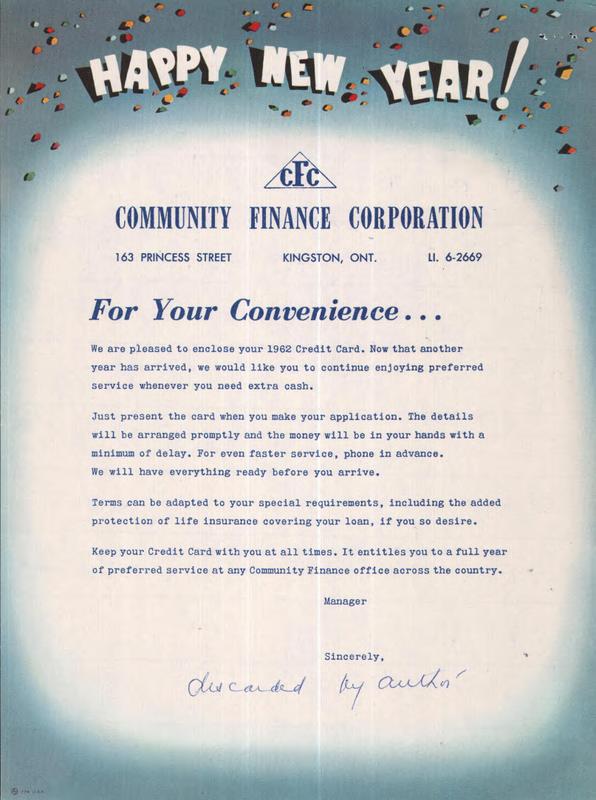 HAPPY NEW YEAR!
CFC
COMMUNITY FINANCE CORPORATION
163 PRINCESS STREET KINGSTON, ONT. LI. 6-2669
For Your Convenience...
We are pleased to enclose your 1962 Credit Card. Now that another
year has arrived, we would like you to continue enjoying preferred
service whenever you need extra cash.
Just present the card when you make your application. The details
will be arranged promptly and the money will be in your hands with a
minimum of delay. For even faster service, phone in advance.
We will have everything ready before you arrive.
Terms can be adapted to your special requirements, including the added
protection of life insurance covering your loan, if you so desire.
Keep your Credit Card with you at all times. It entitles you to a full year
of preferred service at any Community Finance office across the country.
Manager
Sincerely,
discarded by author